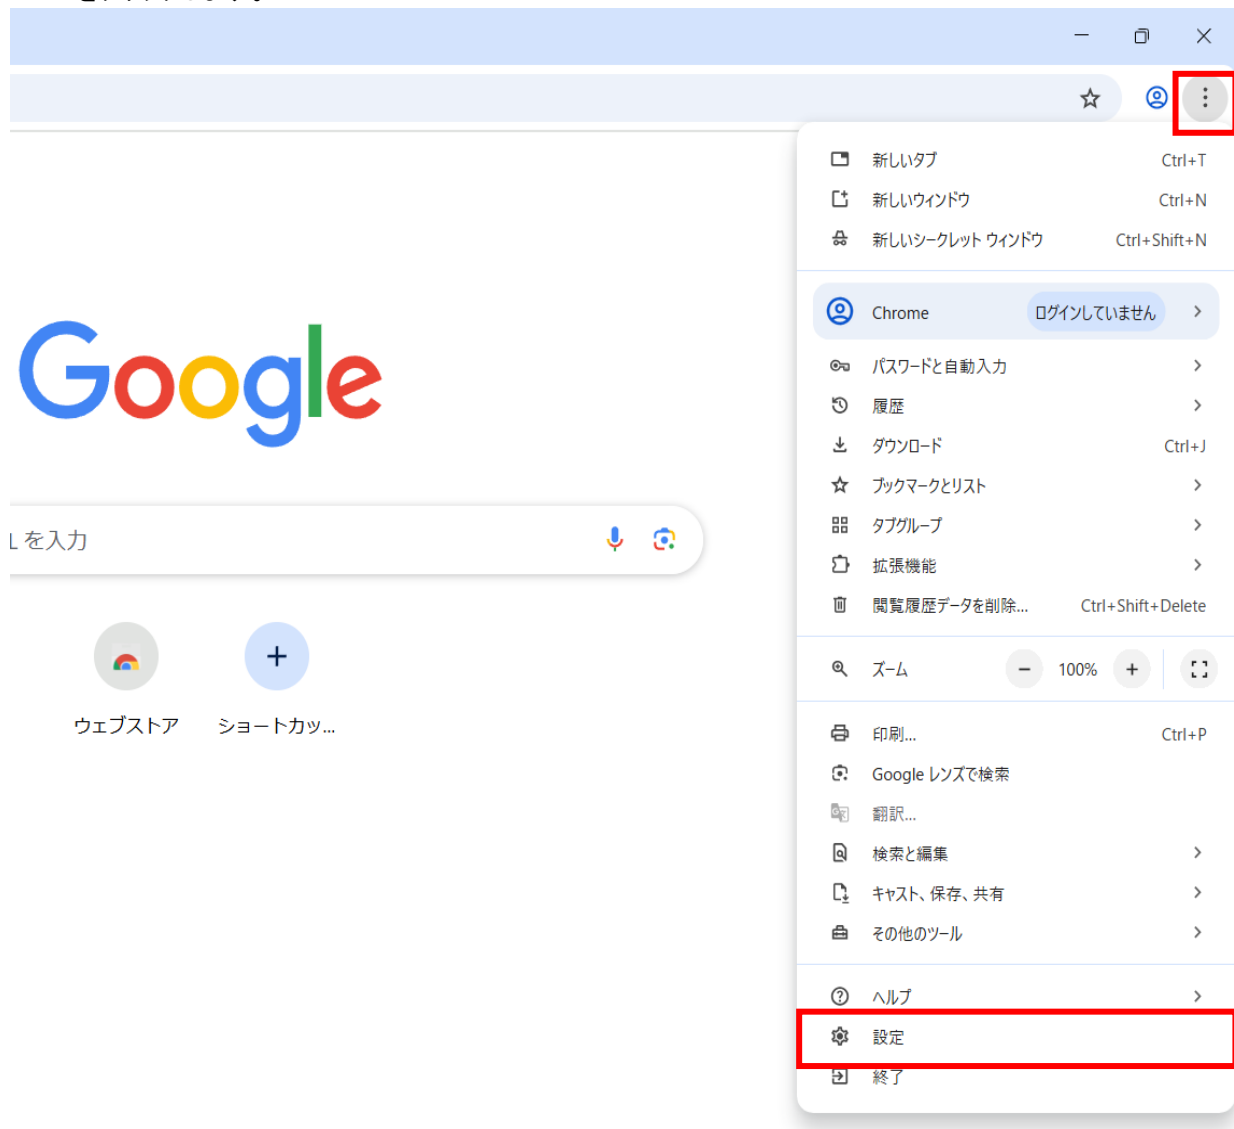 Google
L を入力
ウェブストア
ショートカッ...
新しいタブ Ctrl+T
新しいウィンドウ Ctrl+N
新しいシークレット ウィンドウ Ctrl+Shift+N
Chrome ログインしていません
パスワードと自動入力
履歴
ダウンロード Ctrl+J
ブックマークとリスト
タブグループ
拡張機能
閲覧履歴データを削除... Ctrl+Shift+Delete
ズーム − 100% +
印刷... Ctrl+P
Google レンズで検索
翻訳...
検索と編集
キャスト、保存、共有
その他のツール
ヘルプ
設定
終了